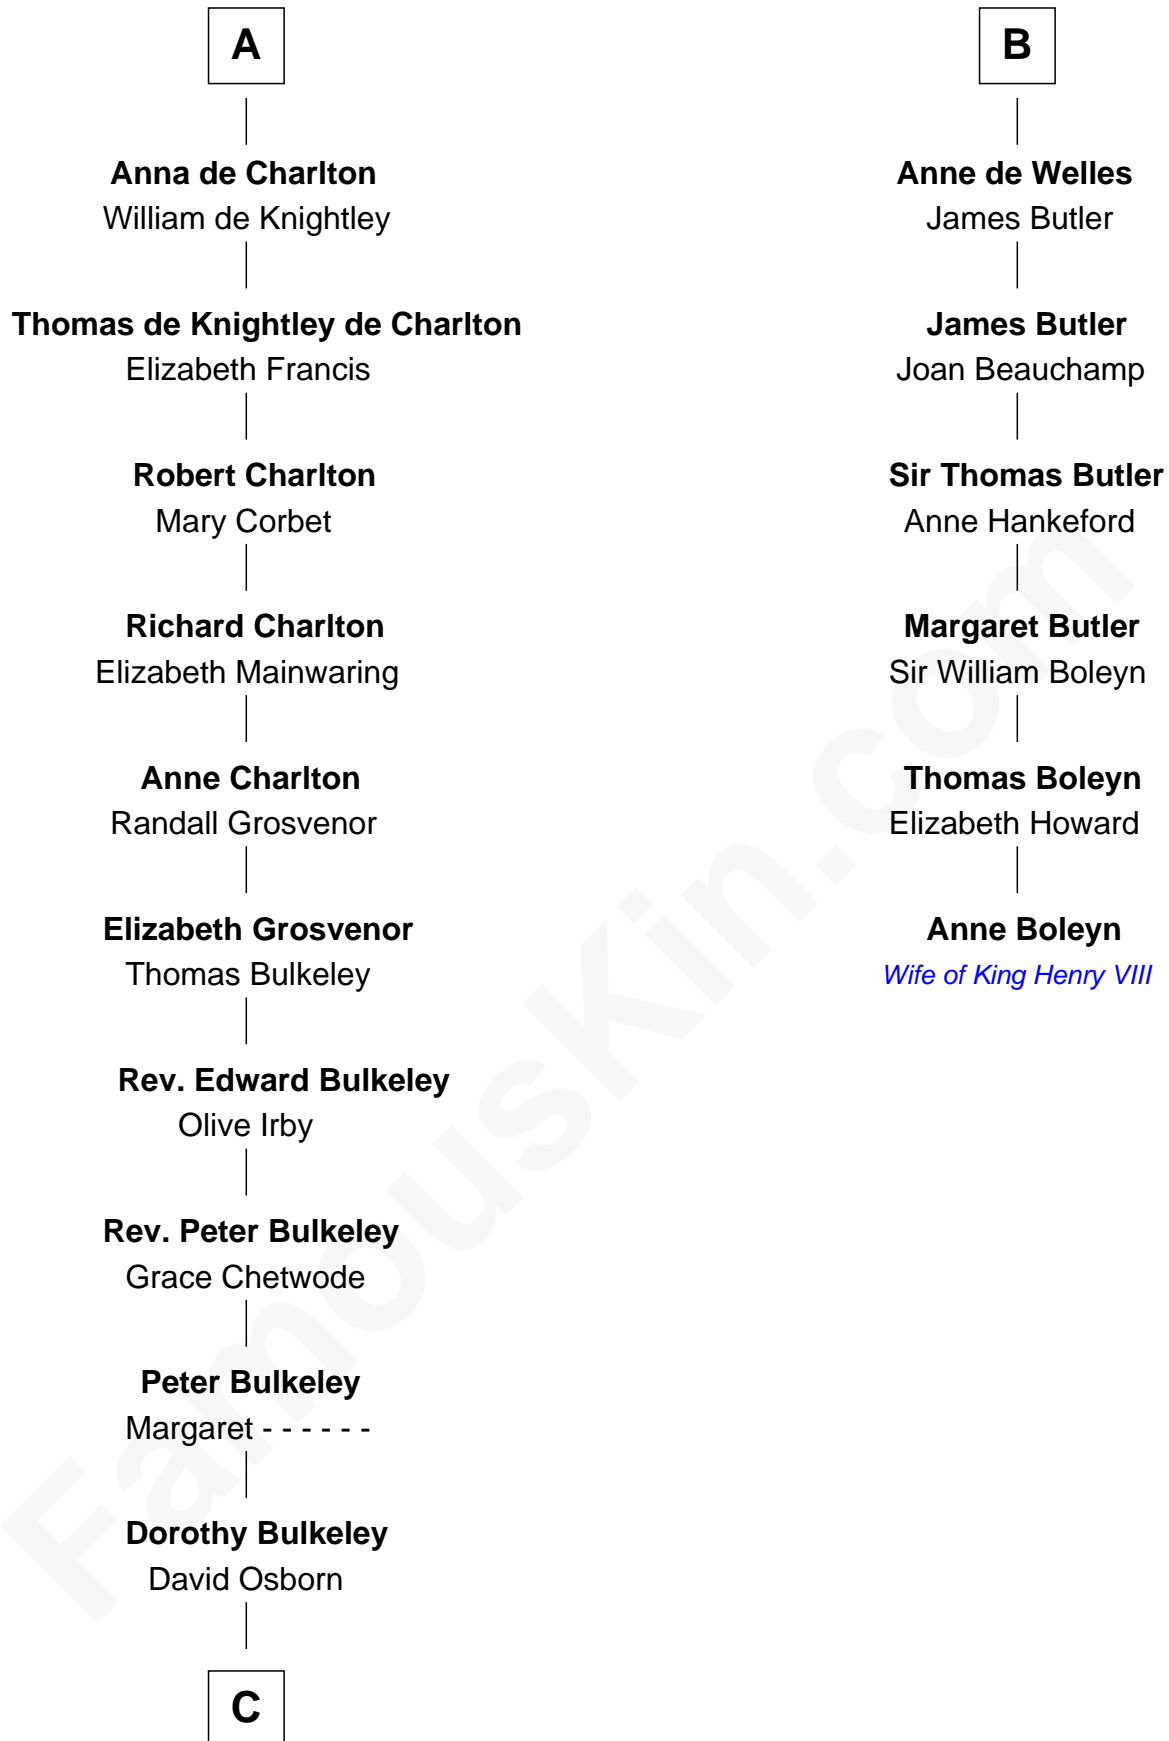 A
Anna de Charlton
William de Knightley
Thomas de Knightley de Charlton
Elizabeth Francis
Robert Charlton
Mary Corbet
Richard Charlton
Elizabeth Mainwaring
Anne Charlton
Randall Grosvenor
Elizabeth Grosvenor
Thomas Bulkeley
Rev. Edward Bulkeley
Olive Irby
Rev. Peter Bulkeley
Grace Chetwode
Peter Bulkeley
Margaret - - - - - -
Dorothy Bulkeley
David Osborn
C
B
Anne de Welles
James Butler
James Butler
Joan Beauchamp
Sir Thomas Butler
Anne Hankeford
Margaret Butler
Sir William Boleyn
Thomas Boleyn
Elizabeth Howard
Anne Boleyn
Wife of King Henry VIII
FamousKin.com